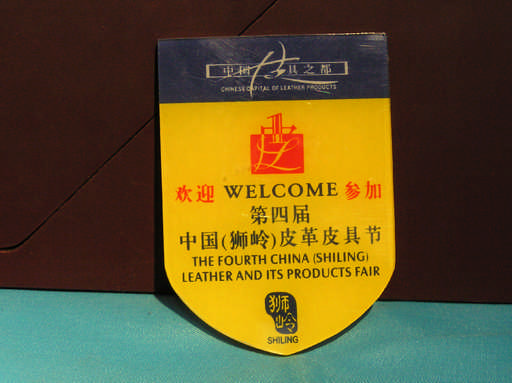 中国皮具之都
CHINESE CAPITAL OF LEATHER PRODUCTS
欢迎 WELCOME 参加
第四届
中国(狮岭)皮革皮具节
THE FOURTH CHINA (SHILING)
LEATHER AND ITS PRODUCTS FAIR
狮岭
SHILING